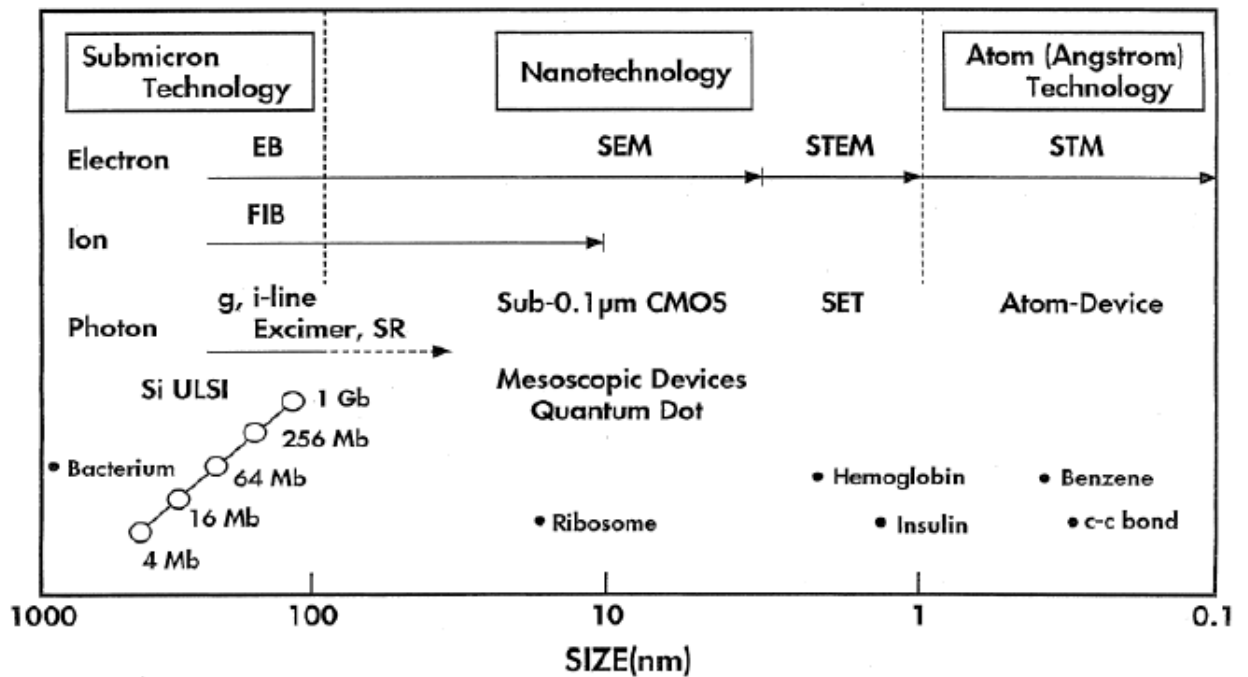 Submicron
Technology
Nanotechnology
Atom (Angstrom)
Technology
Electron
EB
SEM
STEM
STM
Ion
FIB
Photon
g, i-line
Excimer, SR
Sub-0.1μm CMOS
SET
Atom-Device
Si ULSI
Mesoscopic Devices
Quantum Dot
1 Gb
256 Mb
64 Mb
16 Mb
4 Mb
Bacterium
Hemoglobin
Benzene
Ribosome
Insulin
c-c bond
1000
100
10
1
0.1
SIZE(nm)